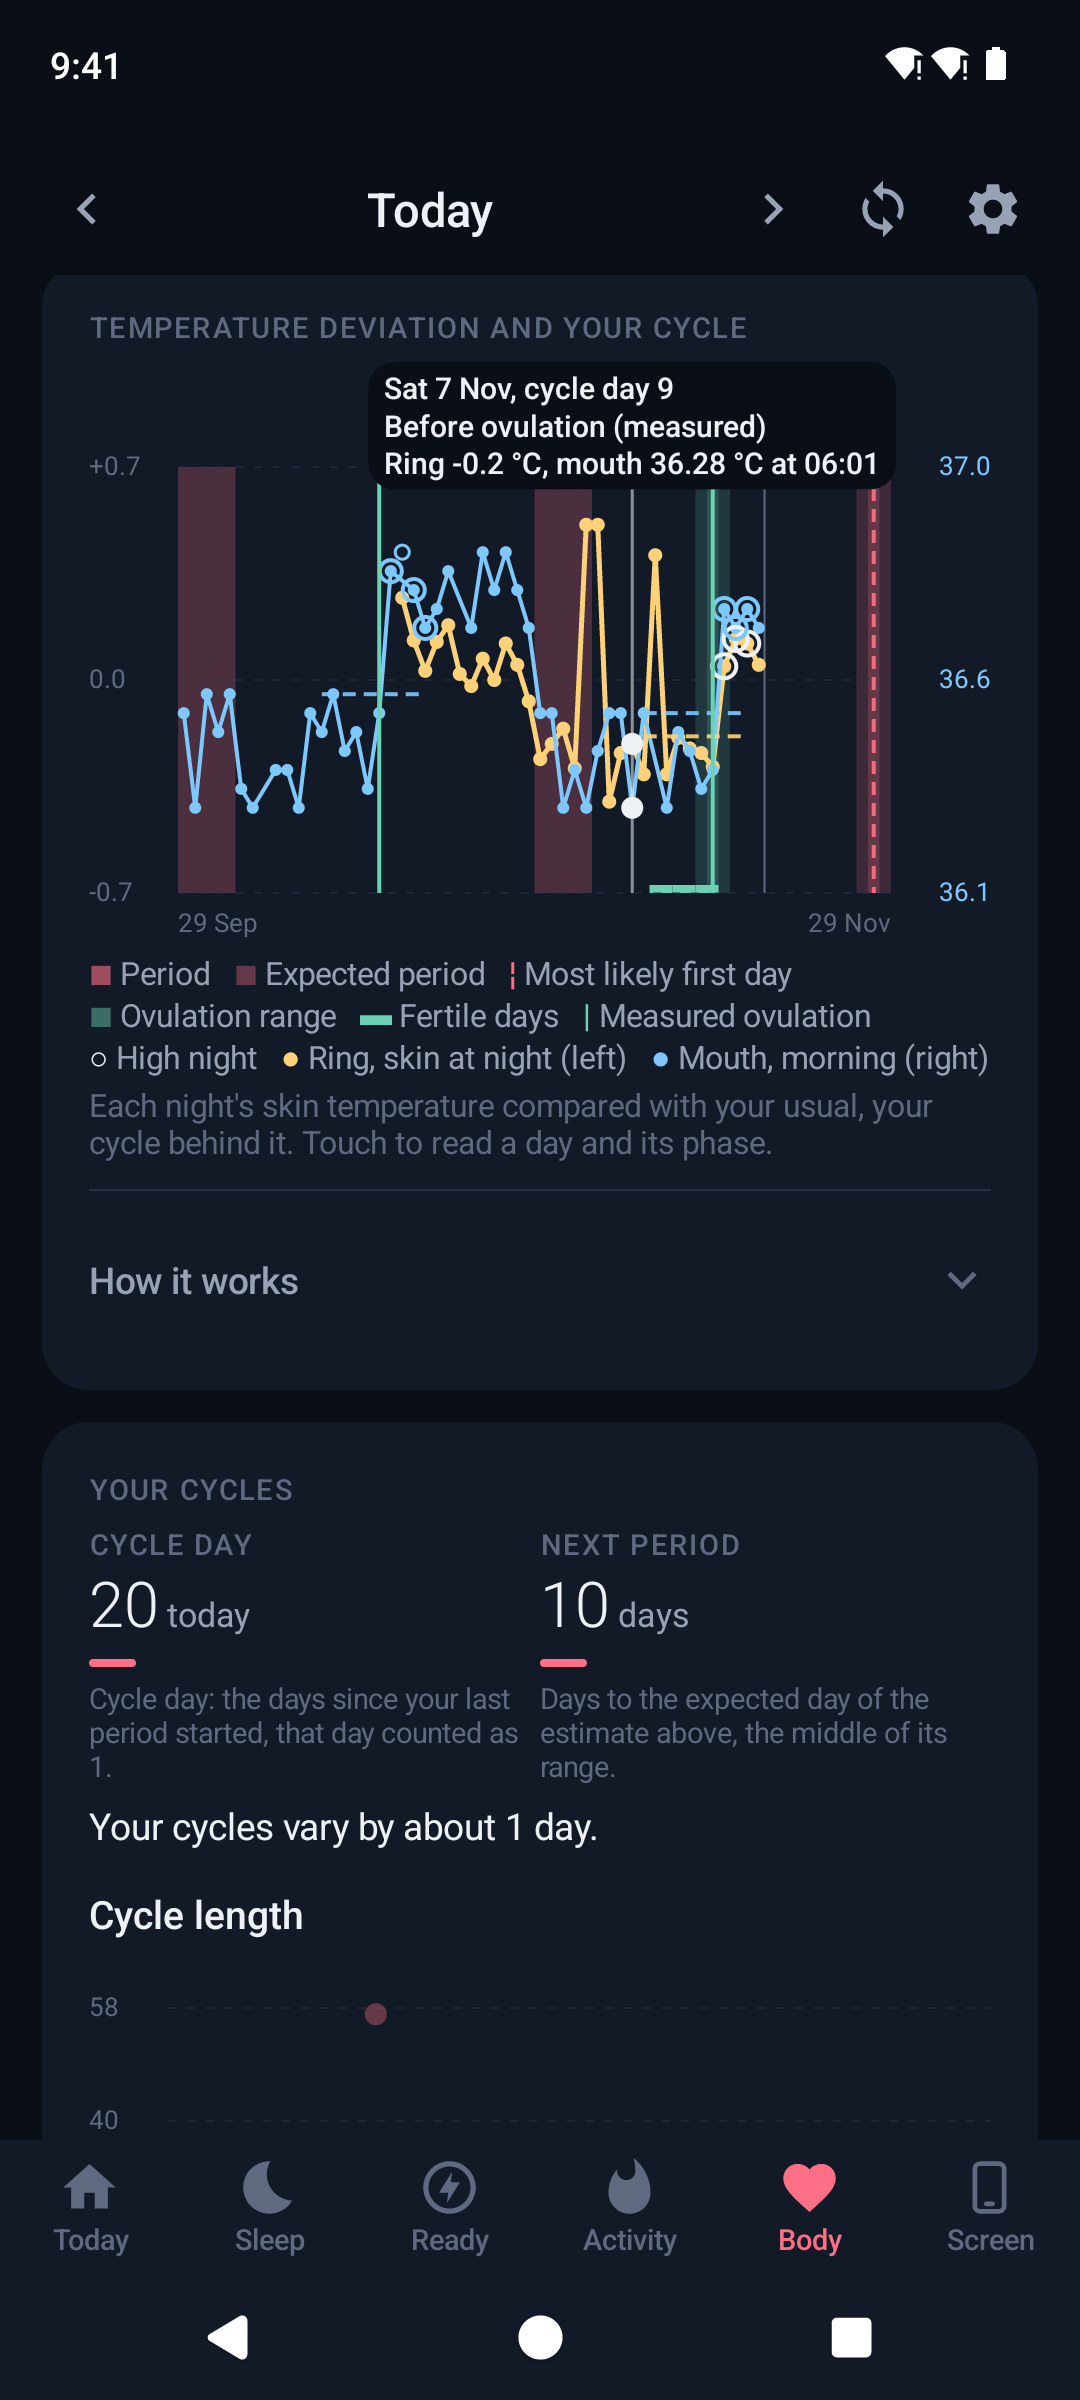 9:41
Today
TEMPERATURE DEVIATION AND YOUR CYCLE
Sat 7 Nov, cycle day 9
Before ovulation (measured)
Ring -0.2 °C, mouth 36.28 °C at 06:01
+0.7
37.0
0.0
36.6
-0.7
36.1
29 Sep
29 Nov
Period
Expected period
Most likely first day
Ovulation range
Fertile days
Measured ovulation
High night
Ring, skin at night (left)
Mouth, morning (right)
Each night's skin temperature compared with your usual, your
cycle behind it. Touch to read a day and its phase.
How it works
YOUR CYCLES
CYCLE DAY
20 today
Cycle day: the days since your last
period started, that day counted as
1.
NEXT PERIOD
10 days
Days to the expected day of the
estimate above, the middle of its
range.
Your cycles vary by about 1 day.
Cycle length
58
40
Today
Sleep
Ready
Activity
Body
Screen